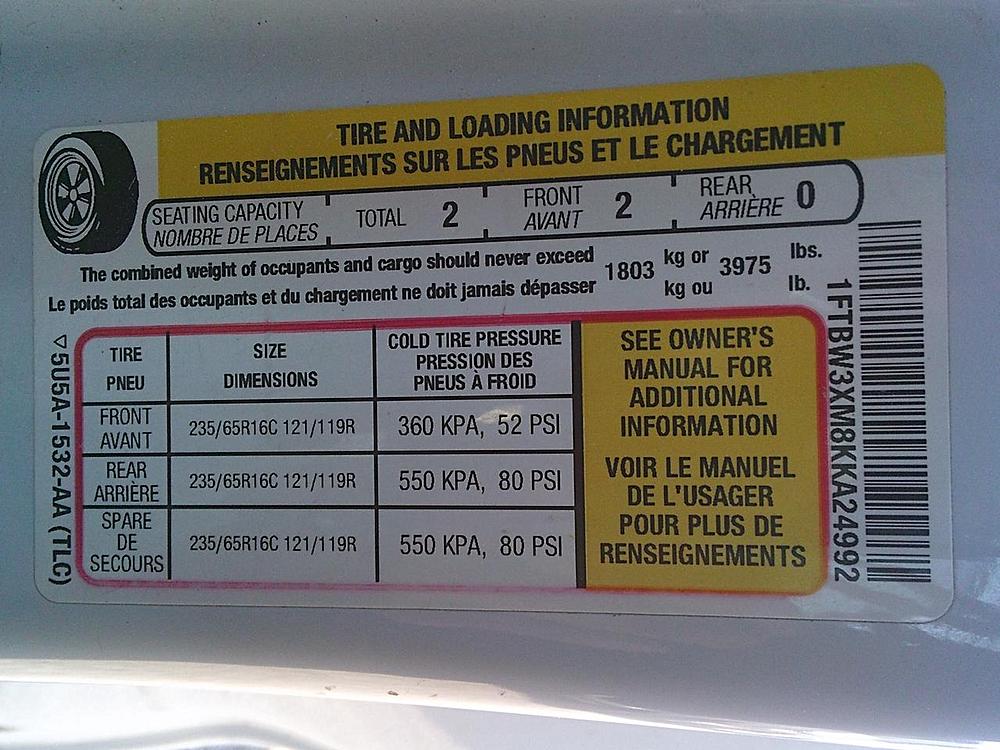 TIRE AND LOADING INFORMATION
RENSEIGNEMENTS SUR LES PNEUS ET LE CHARGEMENT
SEATING CAPACITY TOTAL 2 FRONT 2 REAR 0
NOMBRE DE PLACES AVANT ARRIÈRE
The combined weight of occupants and cargo should never exceed 1803 kg or 3975 lbs.
Le poids total des occupants et du chargement ne doit jamais dépasser kg ou lb.
TIRE SIZE COLD TIRE PRESSURE
PNEU DIMENSIONS PRESSION DES
PNEUS À FROID
FRONT
AVANT 235/65R16C 121/119R 360 KPA, 52 PSI
REAR
ARRIÈRE 235/65R16C 121/119R 550 KPA, 80 PSI
SPARE
DE
SECOURS 235/65R16C 121/119R 550 KPA, 80 PSI
SEE OWNER'S
MANUAL FOR
ADDITIONAL
INFORMATION
VOIR LE MANUEL
DE L'USAGER
POUR PLUS DE
RENSEIGNEMENTS
▽5U5A-1532-AA (TLC)
1FTBW3XM8KKA24992